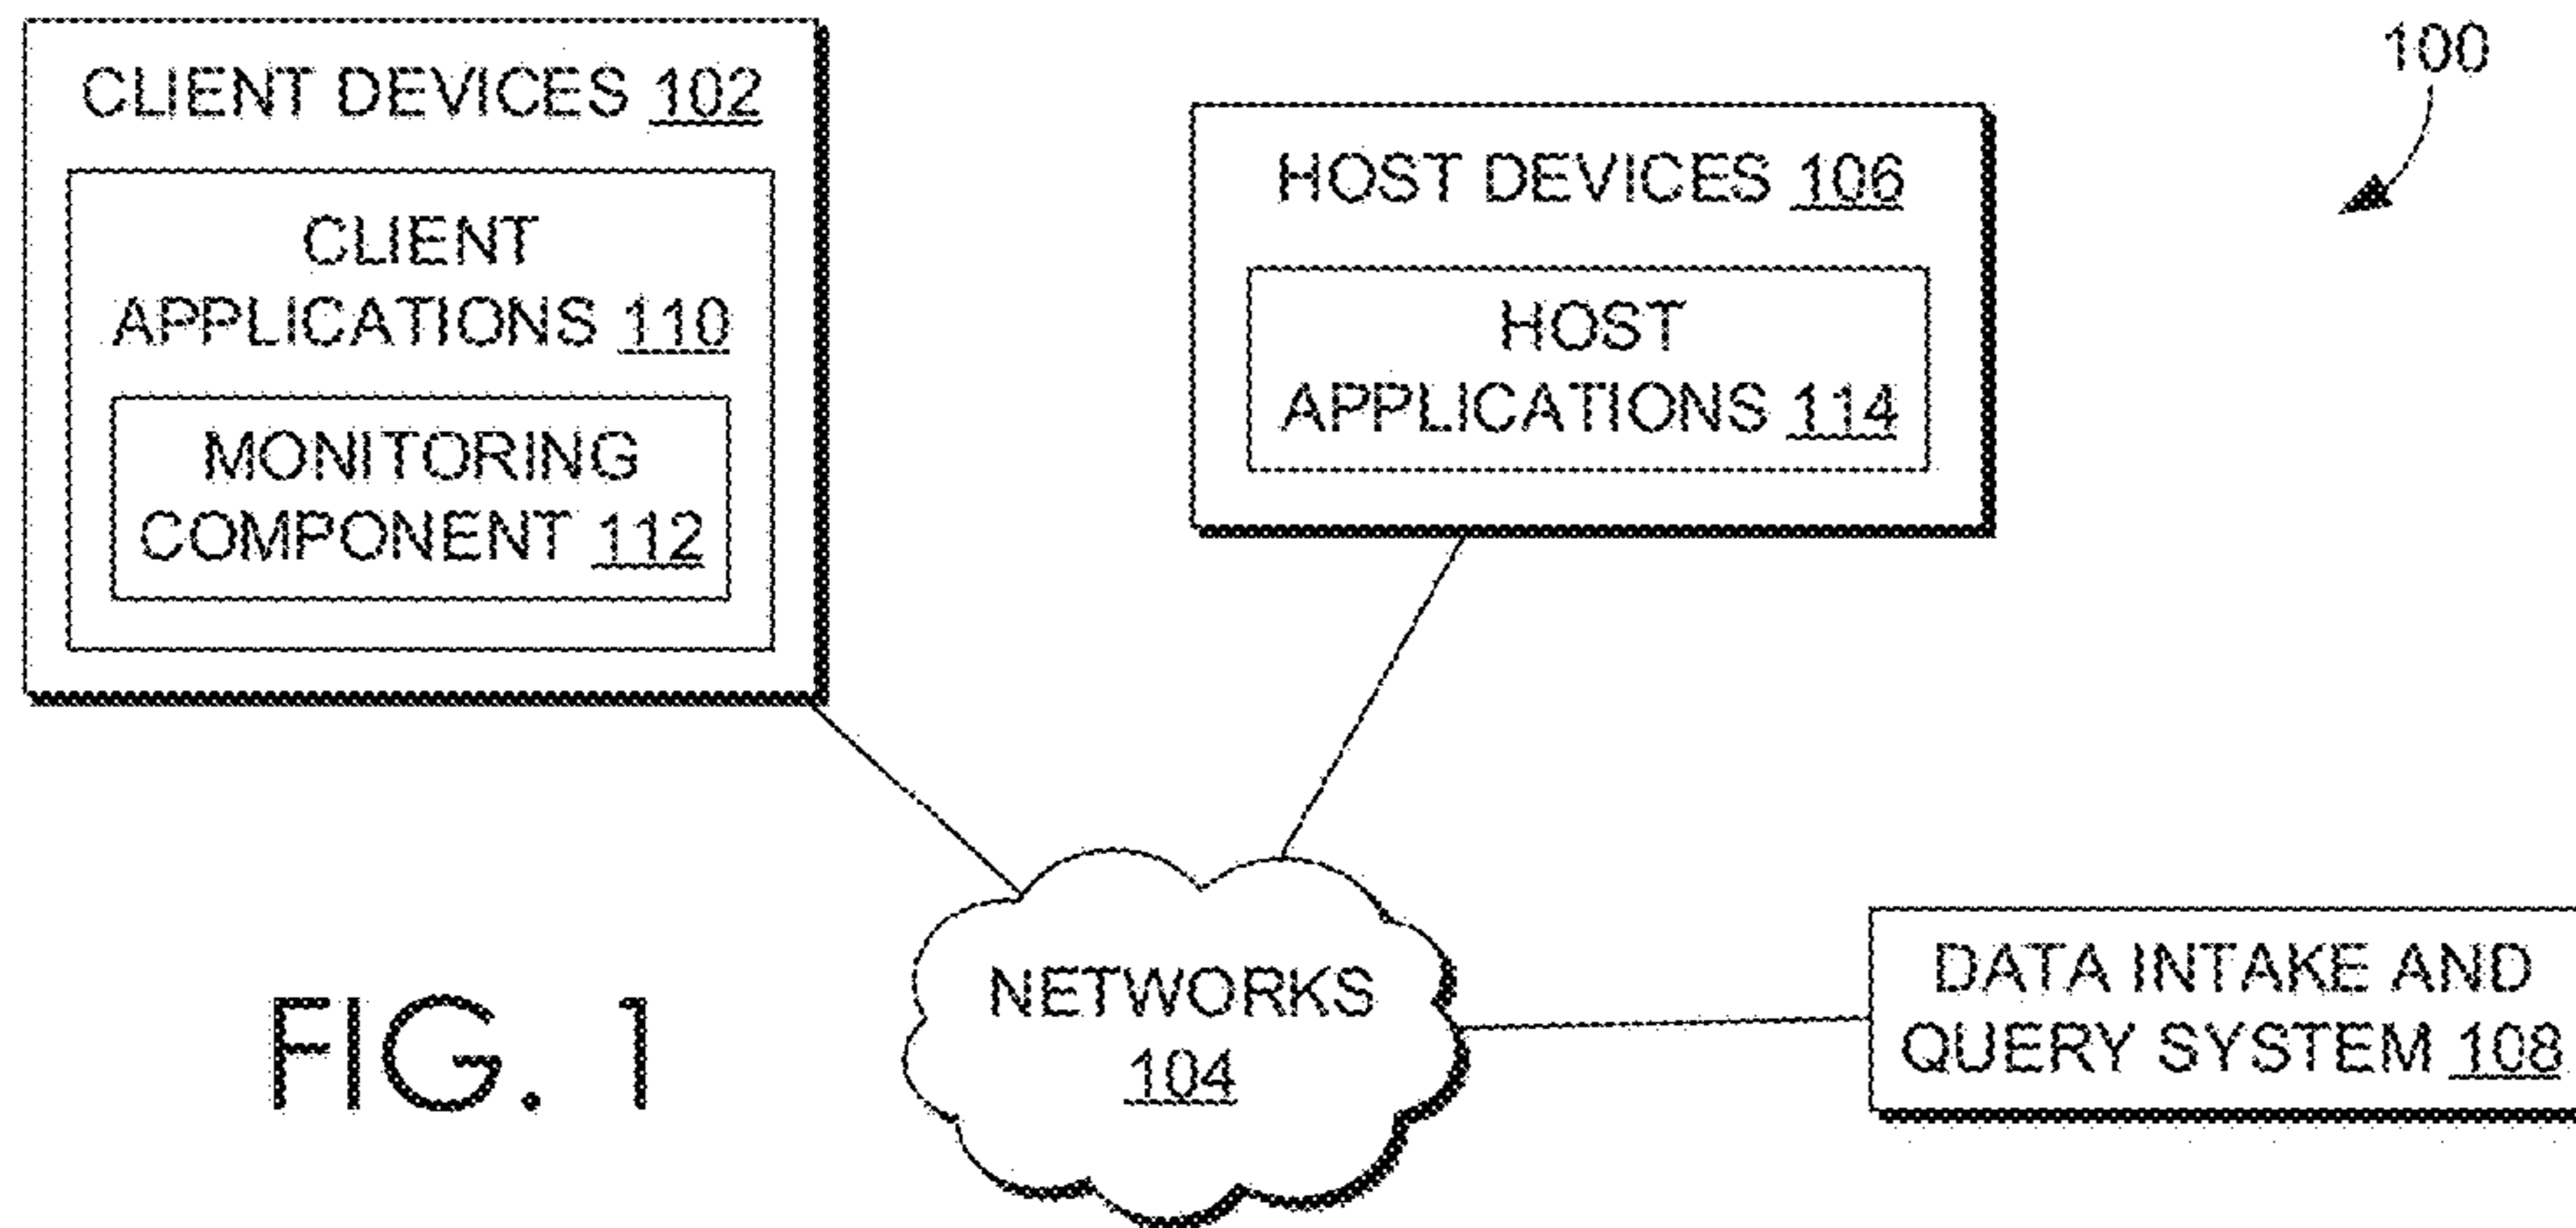 100
CLIENT DEVICES 102
CLIENT
APPLICATIONS 110
MONITORING
COMPONENT 112
HOST DEVICES 106
HOST
APPLICATIONS 114
NETWORKS
104
DATA INTAKE AND
QUERY SYSTEM 108
FIG. 1